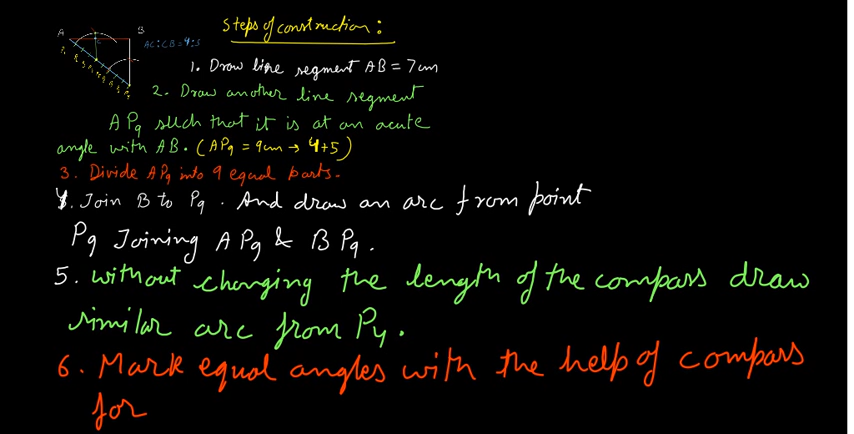 Steps of construction:
A B
AC:CB=4:5
C
1. Draw line segment AB = 7cm
2. Draw another line segment
AP9 such that it is at an acute
angle with AB. (AP9 = 9cm → 4+5)
3. Divide AP9 into 9 equal parts.
4. Join B to P9. And draw an arc from point
P9 Joining AP9 & BP9.
5. without changing the length of the compass draw
similar arc from P4.
6. Mark equal angles with the help of compass
for